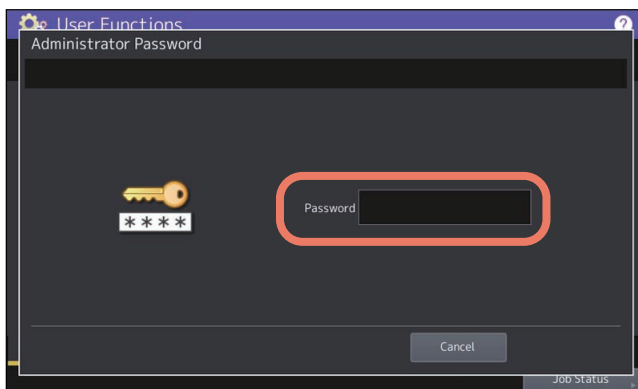 User Functions
?
Administrator Password
* * * *
Password
Cancel
Job Status